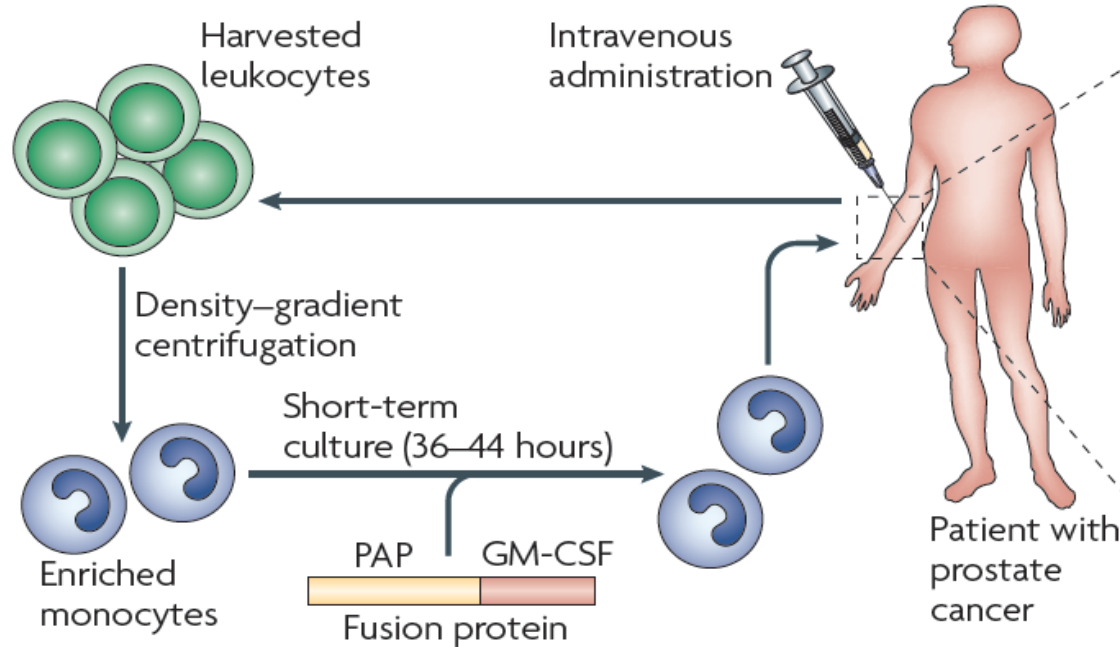 Harvested
leukocytes
Intravenous
administration
Density–gradient
centrifugation
Short-term
culture (36–44 hours)
Enriched
monocytes
PAP
GM-CSF
Fusion protein
Patient with
prostate
cancer